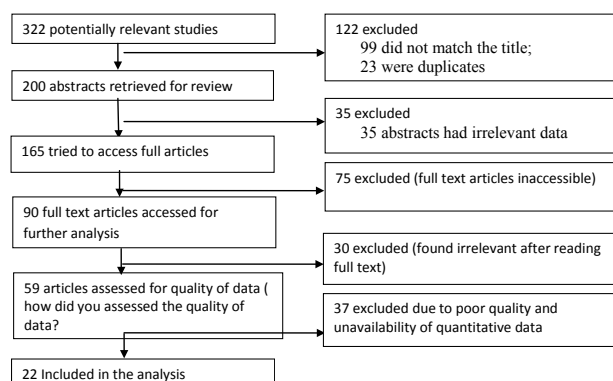 322 potentially relevant studies
122 excluded
99 did not match the title;
23 were duplicates
200 abstracts retrieved for review
35 excluded
35 abstracts had irrelevant data
165 tried to access full articles
75 excluded (full text articles inaccessible)
90 full text articles accessed for
further analysis
30 excluded (found irrelevant after reading
full text)
59 articles assessed for quality of data (
how did you assessed the quality of
data?
37 excluded due to poor quality and
unavailability of quantitative data
22 Included in the analysis